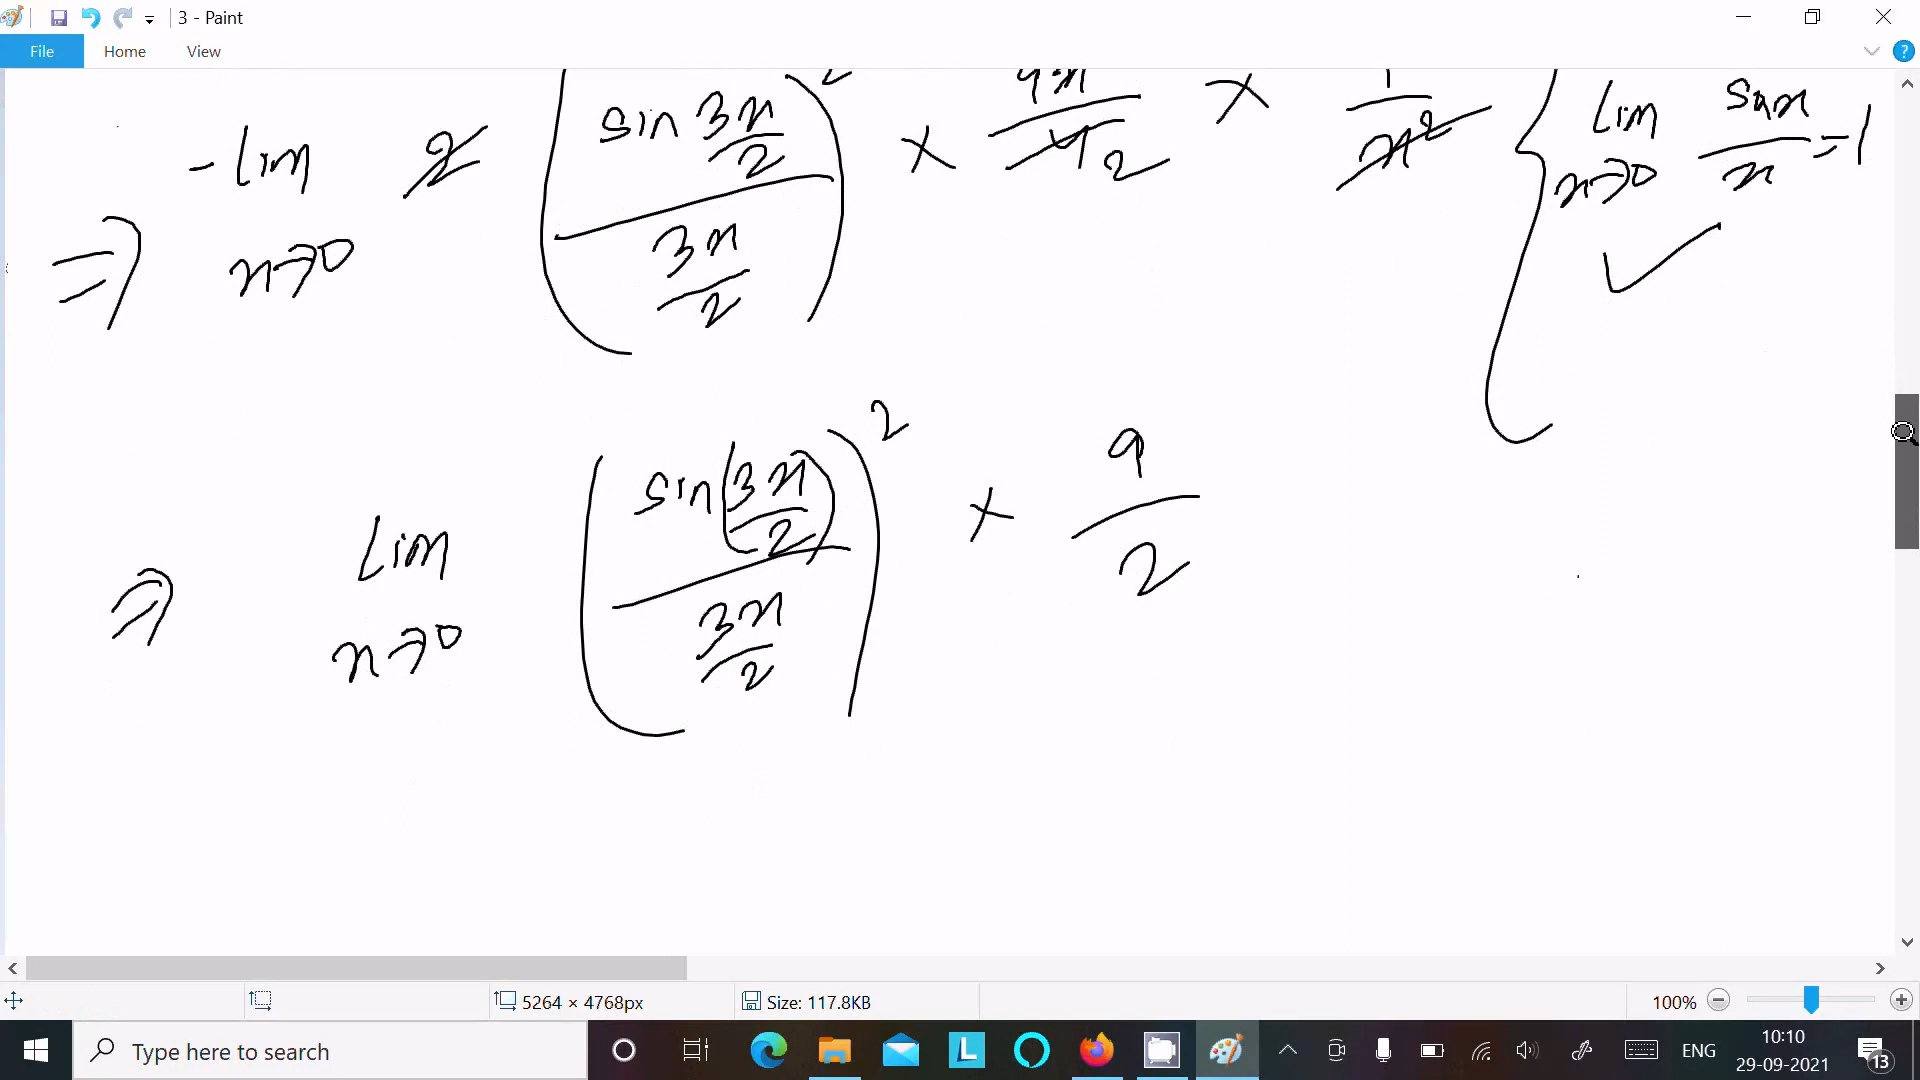 3 - Paint
File Home View
⇒ -lim x→0 2 (sin 3x/2 / 3x/2)² × 9x/4 2 × 1/x² { lim x→0 sinx/x = 1 ✓
⇒ Lim x→0 (sin(3x/2) / 3x/2)² × 9/2
5264 × 4768px Size: 117.8KB 100%
Type here to search
ENG
10:10
29-09-2021
13